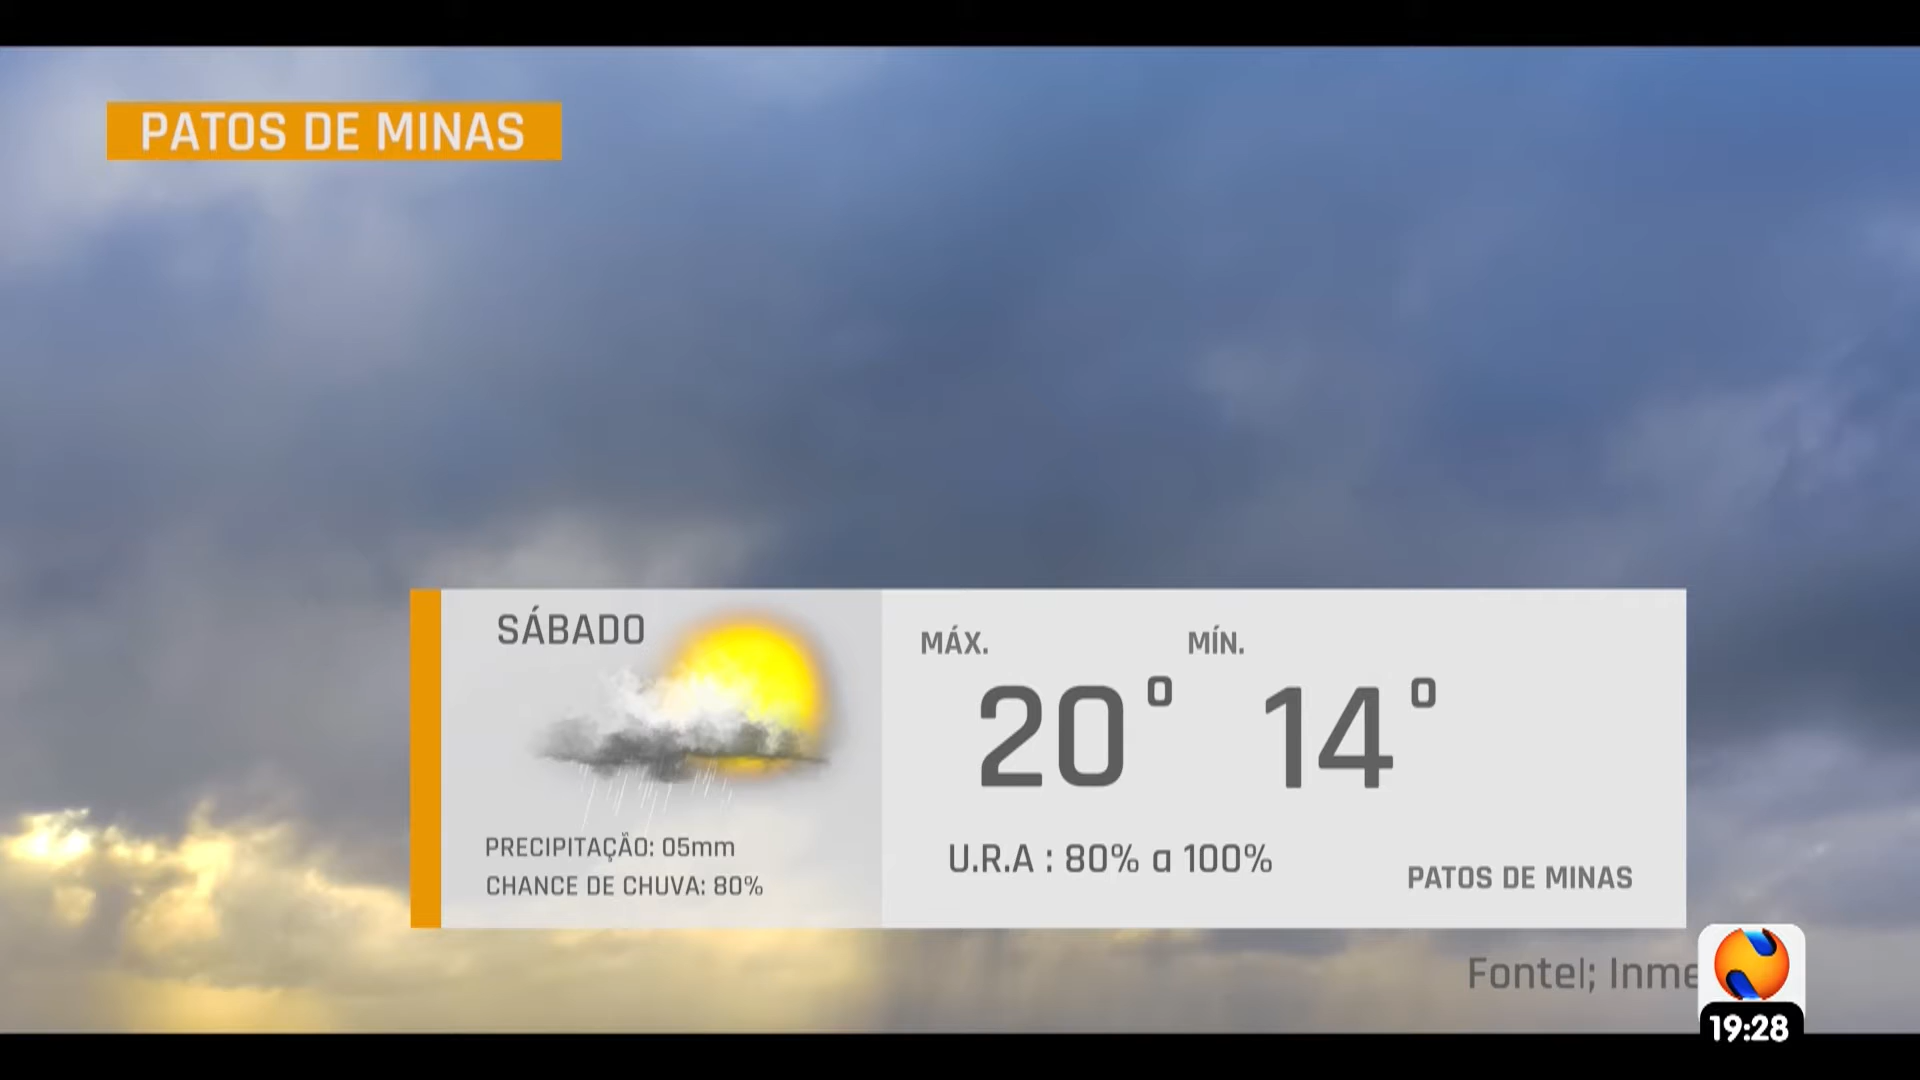 PATOS DE MINAS
SÁBADO
MÁX.
MÍN.
20°
14°
PRECIPITAÇÃO: 05mm
CHANCE DE CHUVA: 80%
U.R.A : 80% a 100%
PATOS DE MINAS
Fontel; Inme
19:28